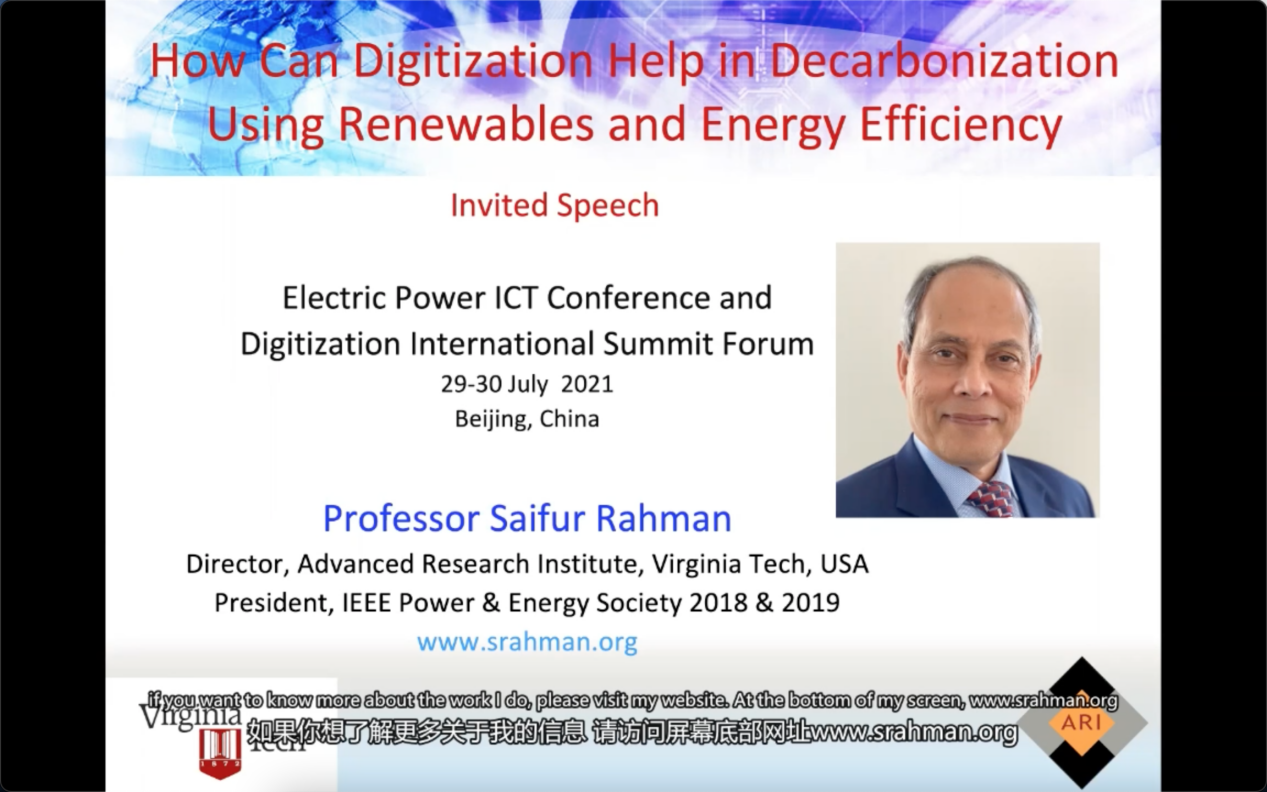 How Can Digitization Help in Decarbonization
Using Renewables and Energy Efficiency
Invited Speech
Electric Power ICT Conference and
Digitization International Summit Forum
29-30 July 2021
Beijing, China
Professor Saifur Rahman
Director, Advanced Research Institute, Virginia Tech, USA
President, IEEE Power & Energy Society 2018 & 2019
www.srahman.org
if you want to know more about the work I do, please visit my website. At the bottom of my screen, www.srahman.org
Virginia
Tech
如果你想了解更多关于我的信息 请访问屏幕底部网址www.srahman.org
1872
ARI